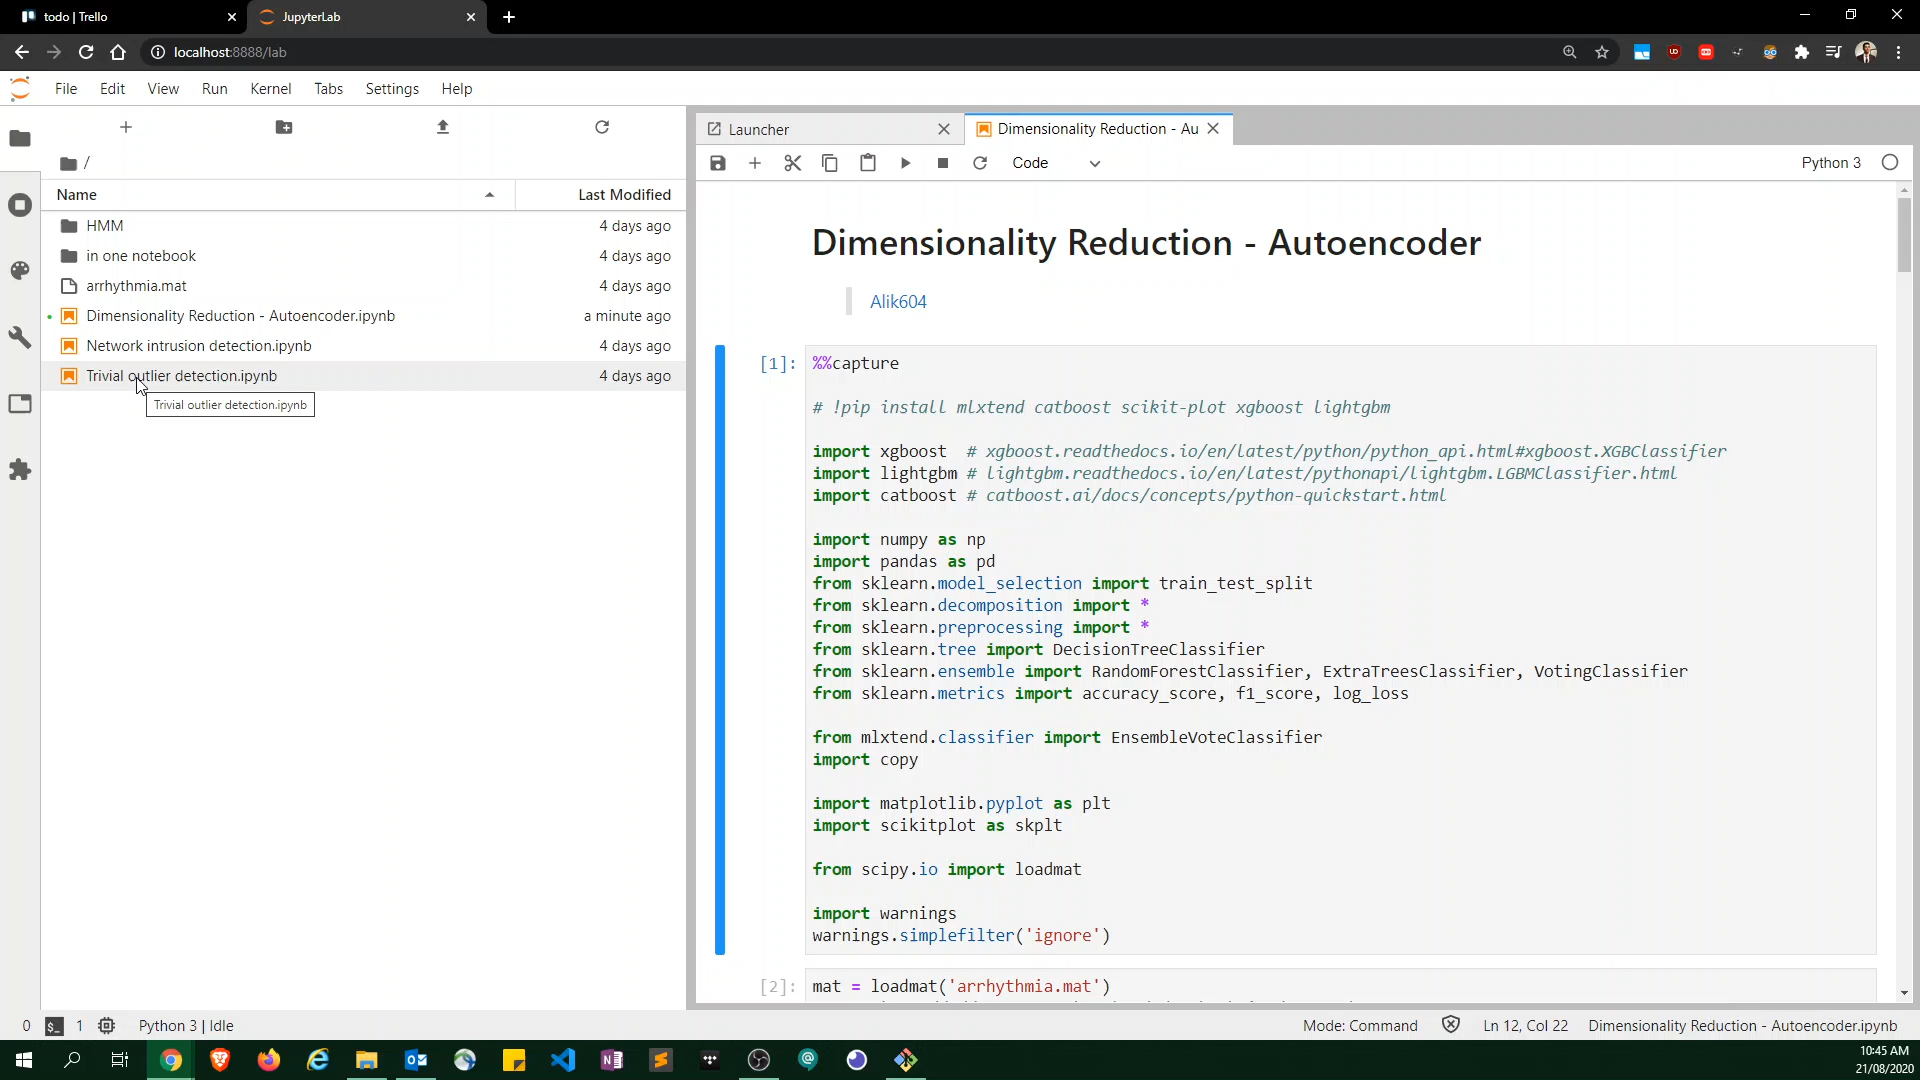 todo | Trello
JupyterLab
localhost:8888/lab
File Edit View Run Kernel Tabs Settings Help
/
Name Last Modified
HMM 4 days ago
in one notebook 4 days ago
arrhythmia.mat 4 days ago
Dimensionality Reduction - Autoencoder.ipynb a minute ago
Network intrusion detection.ipynb 4 days ago
Trivial outlier detection.ipynb 4 days ago
Trivial outlier detection.ipynb
Launcher
Dimensionality Reduction - Au
Code
Python 3
Dimensionality Reduction - Autoencoder
Alik604
[1]: %%capture
# !pip install mlxtend catboost scikit-plot xgboost lightgbm
import xgboost # xgboost.readthedocs.io/en/latest/python/python_api.html#xgboost.XGBClassifier
import lightgbm # lightgbm.readthedocs.io/en/latest/pythonapi/lightgbm.LGBMClassifier.html
import catboost # catboost.ai/docs/concepts/python-quickstart.html
import numpy as np
import pandas as pd
from sklearn.model_selection import train_test_split
from sklearn.decomposition import *
from sklearn.preprocessing import *
from sklearn.tree import DecisionTreeClassifier
from sklearn.ensemble import RandomForestClassifier, ExtraTreesClassifier, VotingClassifier
from sklearn.metrics import accuracy_score, f1_score, log_loss
from mlxtend.classifier import EnsembleVoteClassifier
import copy
import matplotlib.pyplot as plt
import scikitplot as skplt
from scipy.io import loadmat
import warnings
warnings.simplefilter('ignore')
[2]: mat = loadmat('arrhythmia.mat')
0 $_ 1 Python 3 | Idle
Mode: Command Ln 12, Col 22 Dimensionality Reduction - Autoencoder.ipynb
10:45 AM
21/08/2020